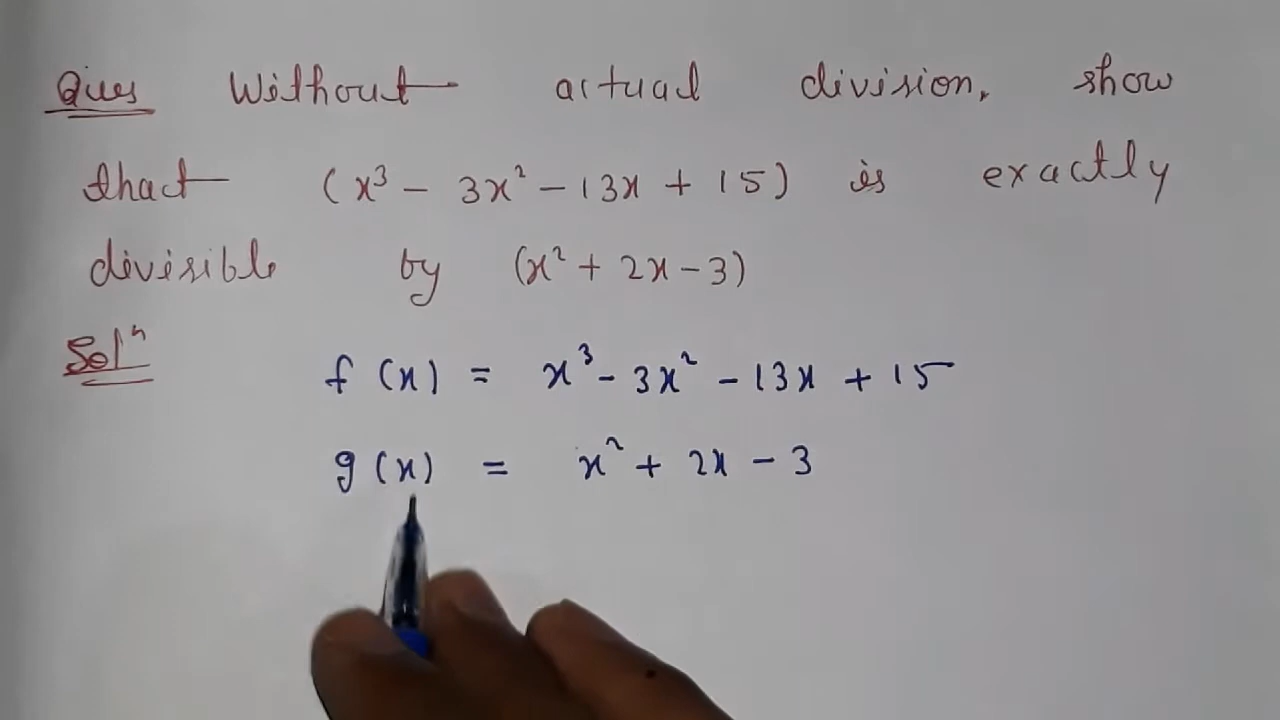 Ques Without actual division, show
that (x³ - 3x² - 13x + 15) is exactly
divisible by (x² + 2x - 3)
Solⁿ
f(x) = x³ - 3x² - 13x + 15
g(x) = x² + 2x - 3